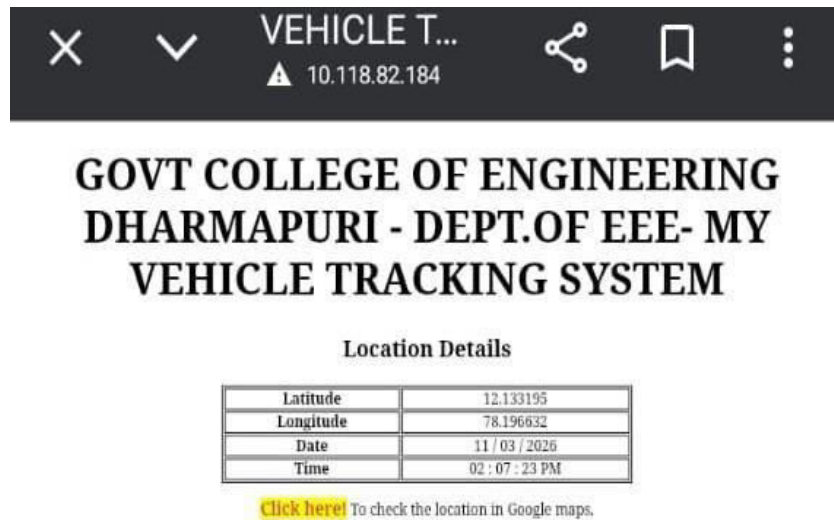 VEHICLE T...
10.118.82.184
GOVT COLLEGE OF ENGINEERING
DHARMAPURI - DEPT.OF EEE- MY
VEHICLE TRACKING SYSTEM
Location Details
Latitude 12.133195
Longitude 78.196632
Date 11 / 03 / 2026
Time 02 : 07 : 23 PM
Click here! To check the location in Google maps.